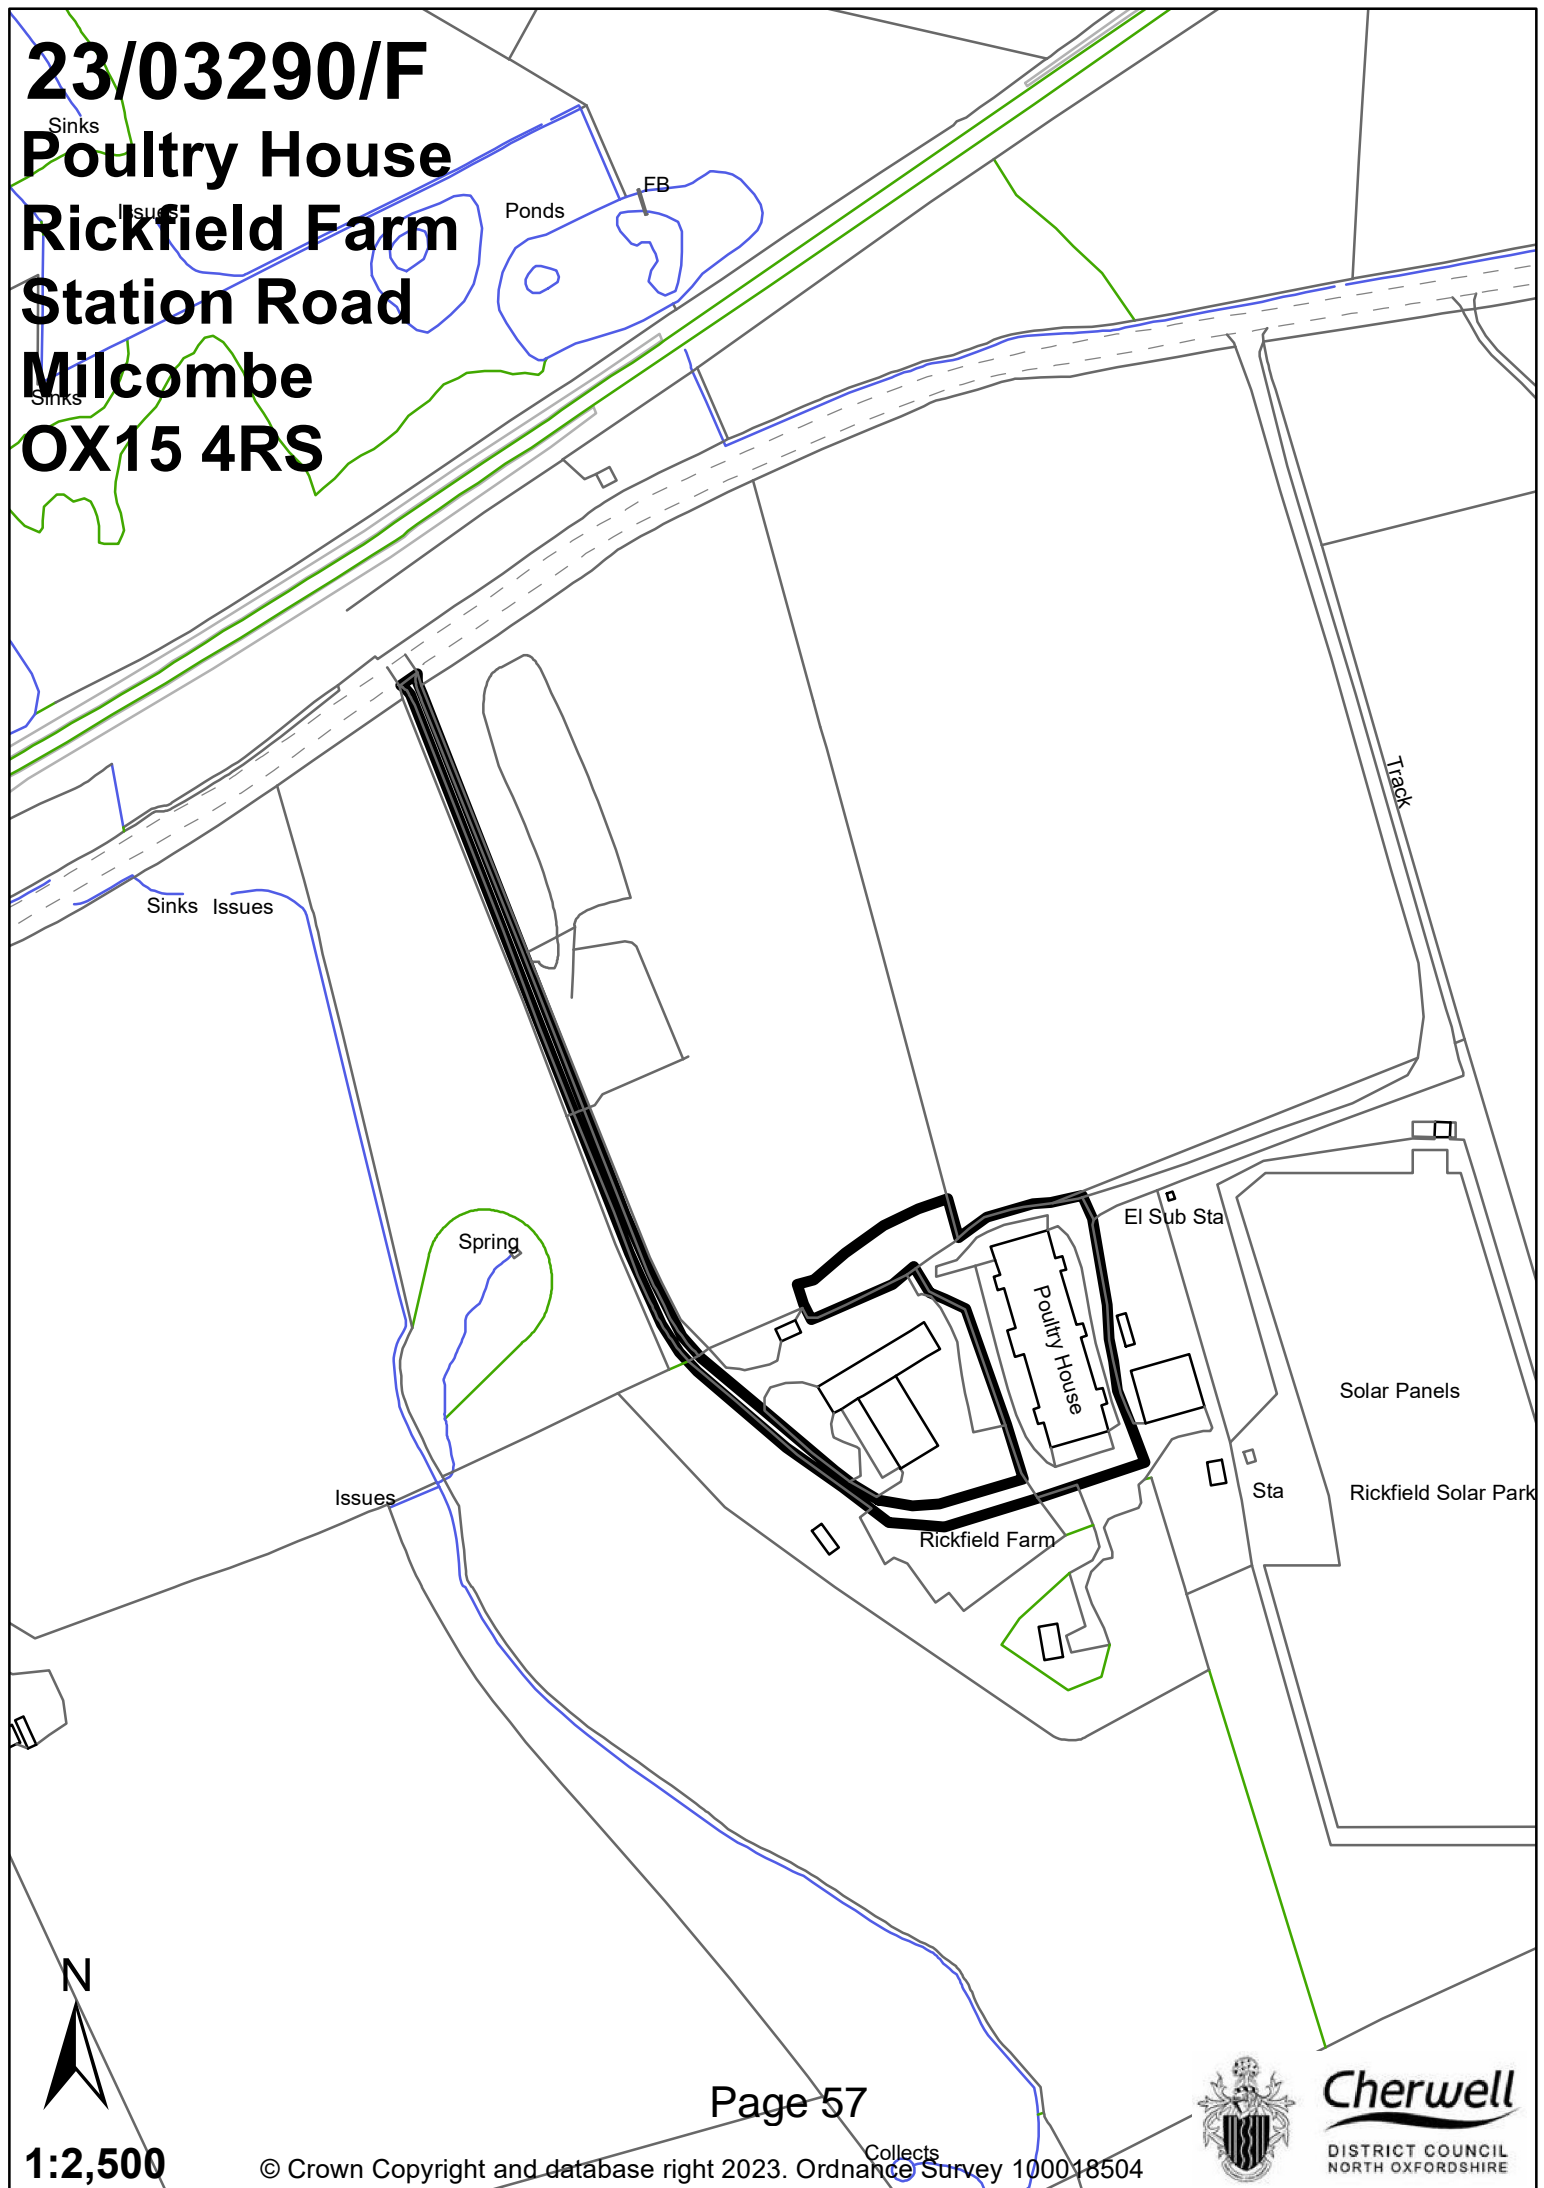 23/03290/F
Sinks
Poultry House
Issues
Rickfield Farm
Station Road
Milcombe
Sinks
OX15 4RS
FB
Ponds
Track
Sinks Issues
Spring
El Sub Sta
Poultry House
Solar Panels
Issues
Sta
Rickfield Solar Park
Rickfield Farm
N
Page 57
Collects
1:2,500
© Crown Copyright and database right 2023. Ordnance Survey 100018504
Cherwell
DISTRICT COUNCIL
NORTH OXFORDSHIRE